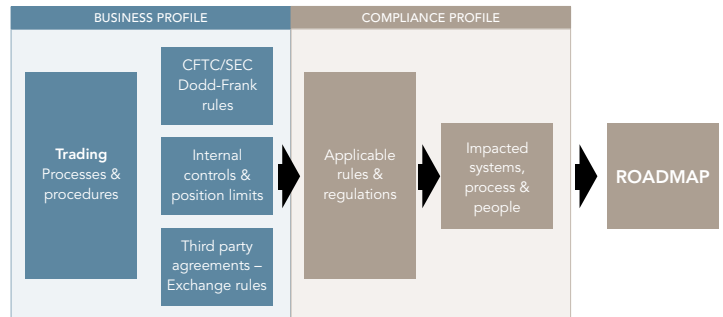 BUSINESS PROFILE
COMPLIANCE PROFILE
Trading
Processes &
procedures
CFTC/SEC
Dodd-Frank
rules
Internal
controls &
position limits
Third party
agreements –
Exchange rules
Applicable
rules &
regulations
Impacted
systems,
process &
people
ROADMAP